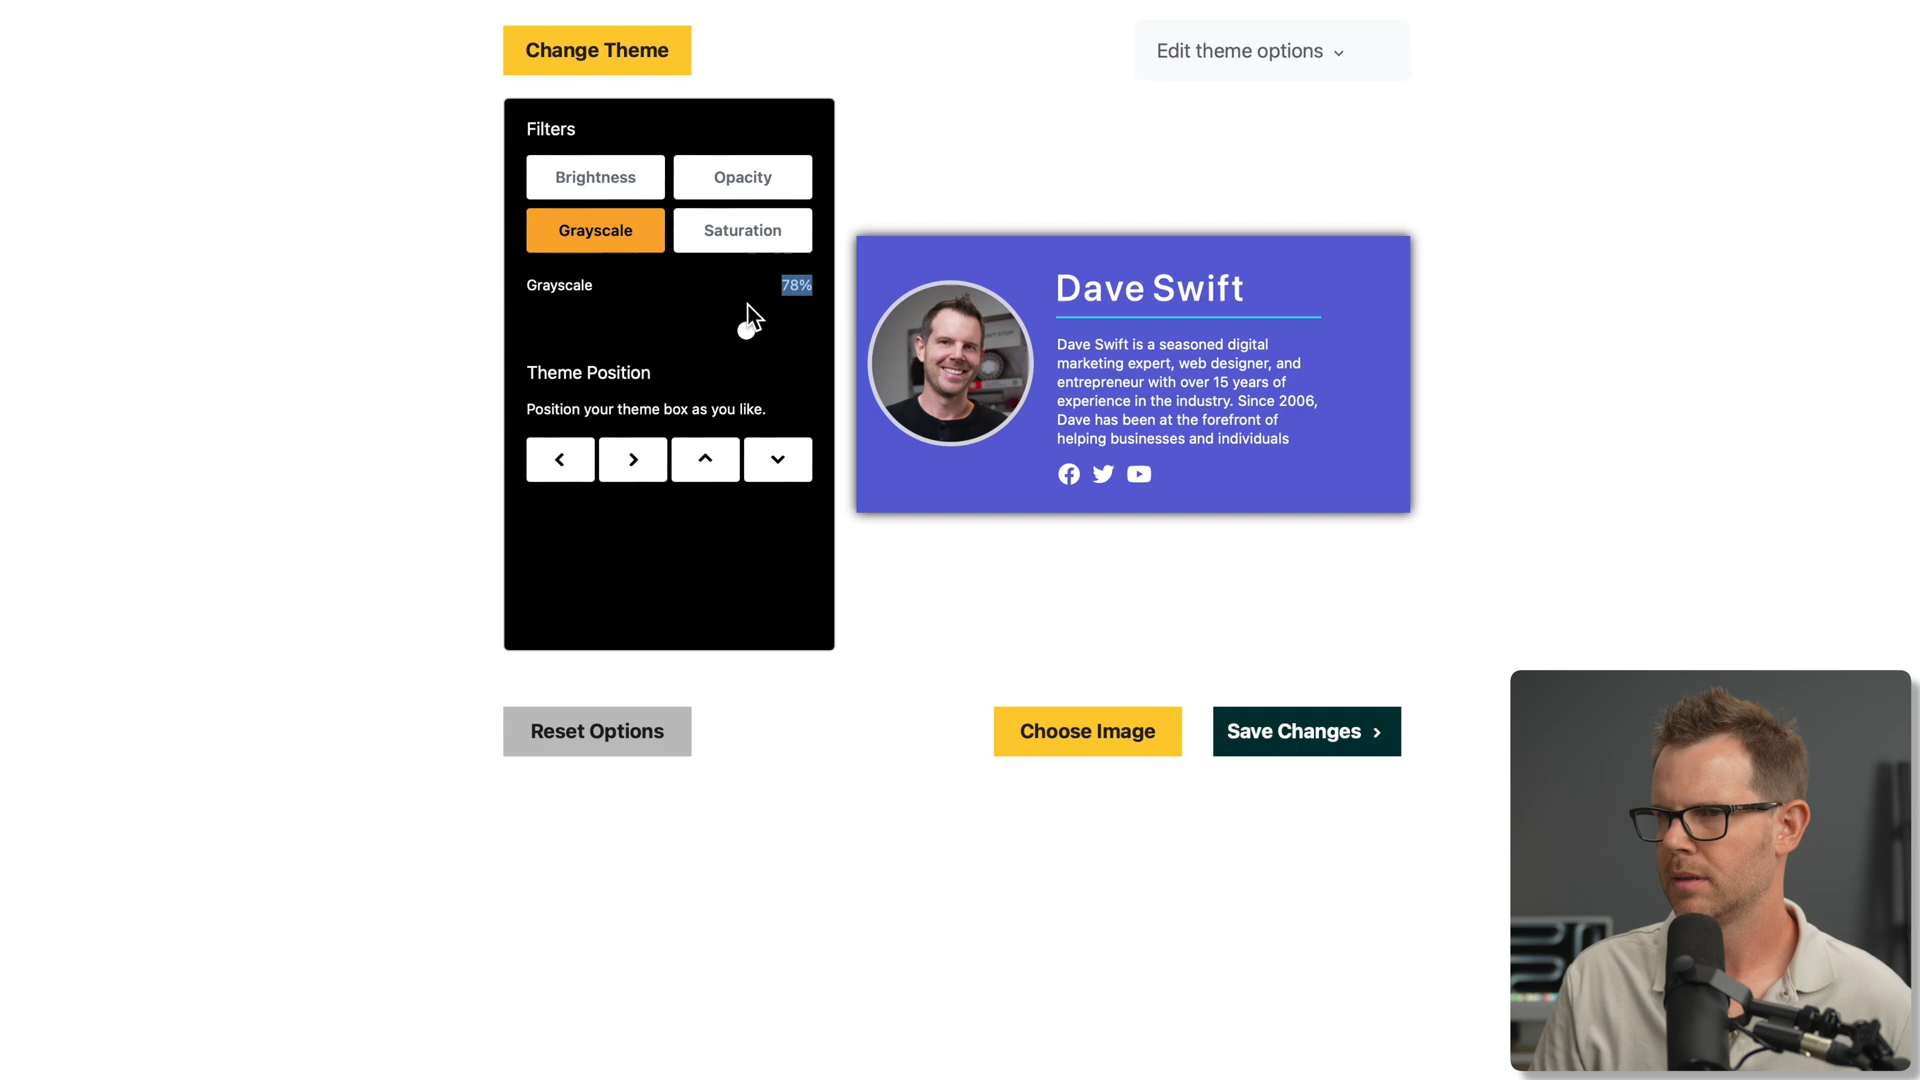 Change Theme
Edit theme options
Filters
Brightness
Opacity
Grayscale
Saturation
Grayscale
78%
Theme Position
Position your theme box as you like.
Dave Swift
Dave Swift is a seasoned digital
marketing expert, web designer, and
entrepreneur with over 15 years of
experience in the industry. Since 2006,
Dave has been at the forefront of
helping businesses and individuals
Reset Options
Choose Image
Save Changes